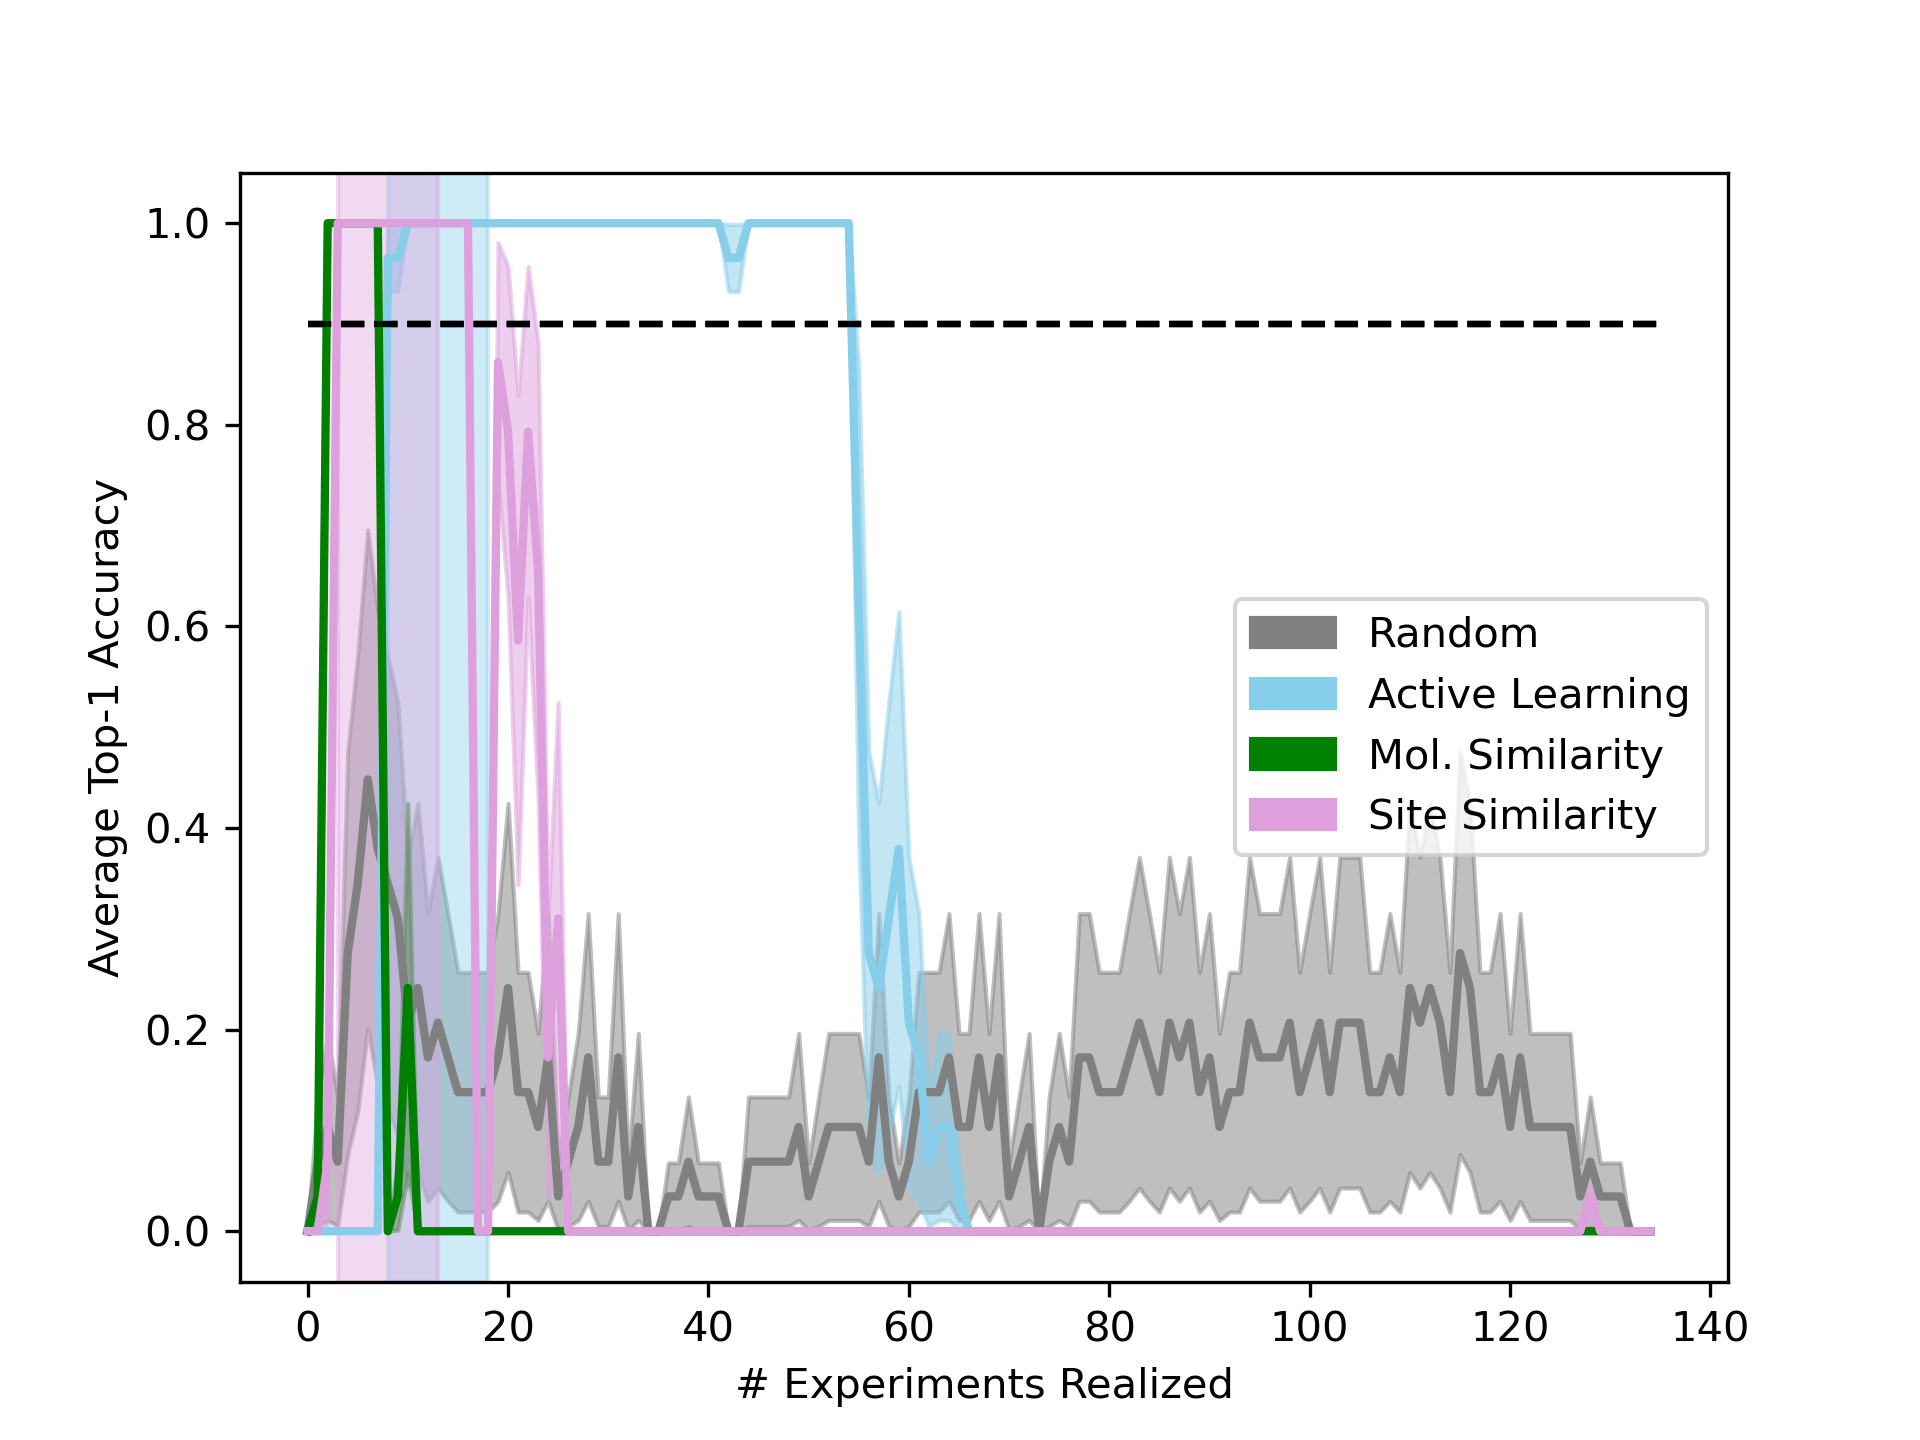 1.0
0.8
0.6
0.4
0.2
0.0
Average Top-1 Accuracy
Random
Active Learning
Mol. Similarity
Site Similarity
0 20 40 60 80 100 120 140
# Experiments Realized